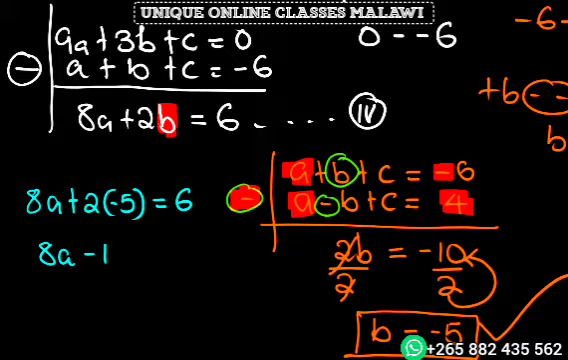 UNIQUE ONLINE CLASSES MALAWI
9a + 3b + c = 0
a + b + c = -6
8a + 2b = 6 . . . . . (IV)
0 - -6
-6 -
+b - -
b
8a + 2(-5) = 6
8a - 1
- a + b + c = -6
a - b + c = 4
2b/2 = -10/2
b = -5
+265 882 435 562